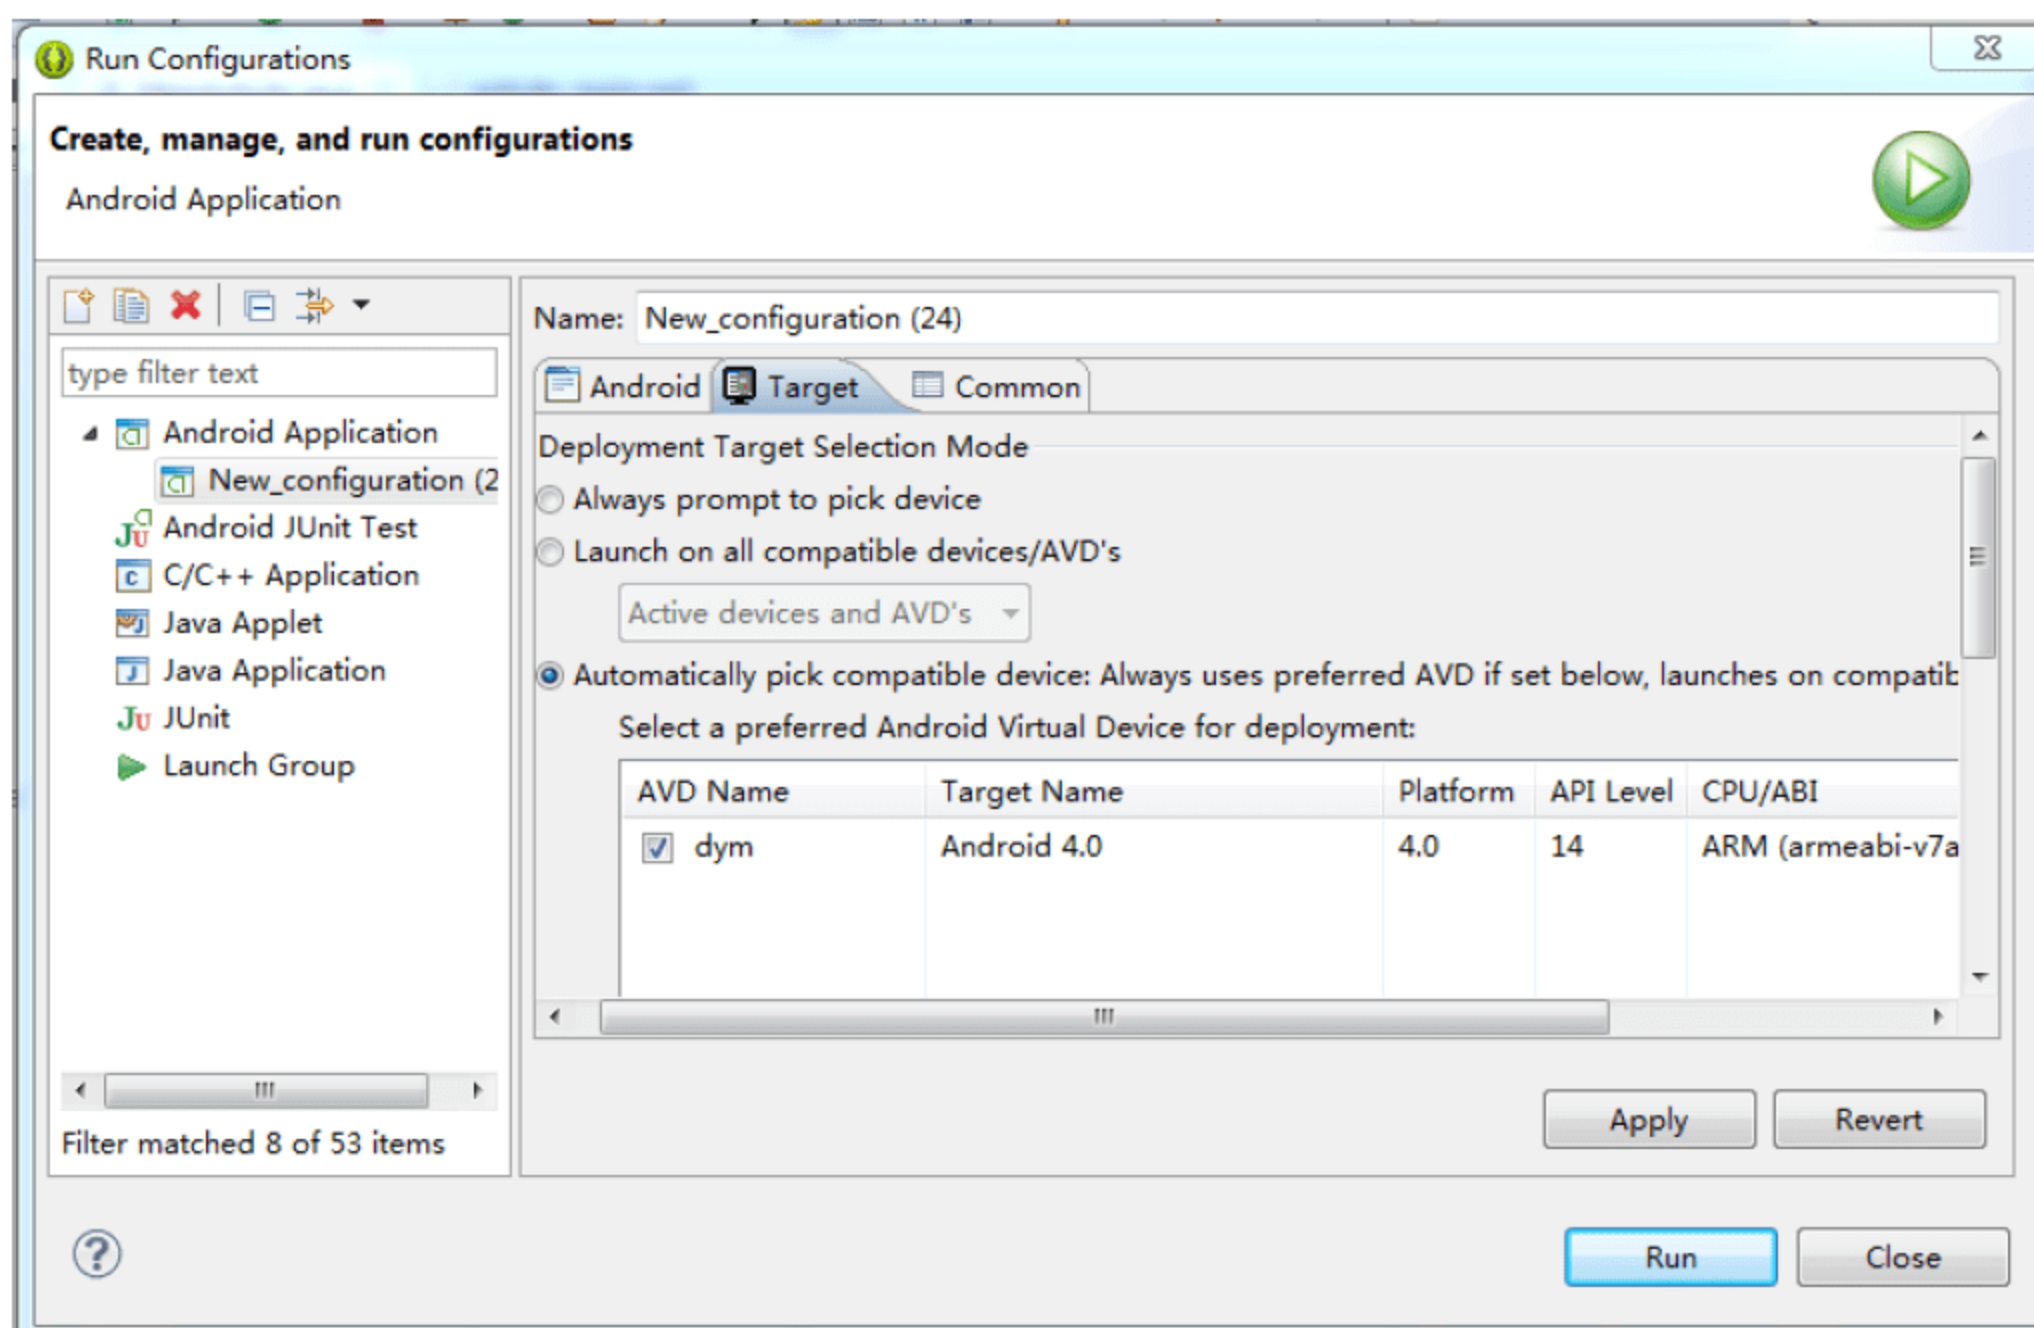 Run Configurations
Create, manage, and run configurations
Android Application
type filter text
Android Application
New_configuration (2
Android JUnit Test
C/C++ Application
Java Applet
Java Application
JUnit
Launch Group
Filter matched 8 of 53 items
Name: New_configuration (24)
Android Target Common
Deployment Target Selection Mode
Always prompt to pick device
Launch on all compatible devices/AVD's
Active devices and AVD's
Automatically pick compatible device: Always uses preferred AVD if set below, launches on compatib
Select a preferred Android Virtual Device for deployment:
AVD Name Target Name Platform API Level CPU/ABI
dym Android 4.0 4.0 14 ARM (armeabi-v7a
Apply Revert
Run Close